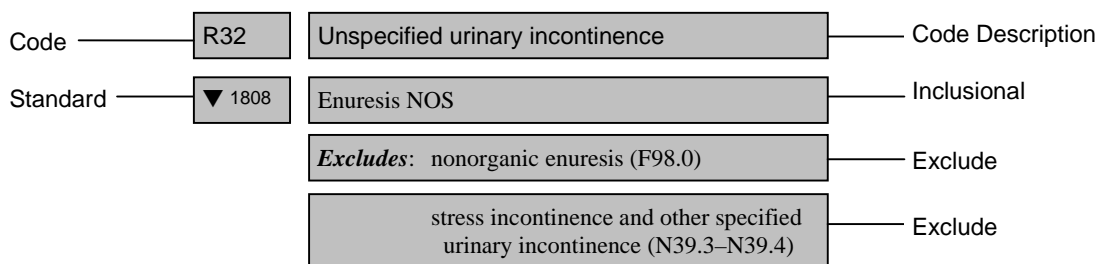 Code R32 Unspecified urinary incontinence Code Description
Standard ▼ 1808 Enuresis NOS Inclusional
Excludes: nonorganic enuresis (F98.0) Exclude
stress incontinence and other specified
urinary incontinence (N39.3–N39.4) Exclude